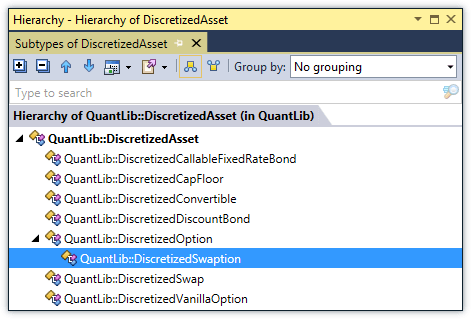 Hierarchy - Hierarchy of DiscretizedAsset
Subtypes of DiscretizedAsset
Group by: No grouping
Type to search
Hierarchy of QuantLib::DiscretizedAsset (in QuantLib)
QuantLib::DiscretizedAsset
QuantLib::DiscretizedCallableFixedRateBond
QuantLib::DiscretizedCapFloor
QuantLib::DiscretizedConvertible
QuantLib::DiscretizedDiscountBond
QuantLib::DiscretizedOption
QuantLib::DiscretizedSwaption
QuantLib::DiscretizedSwap
QuantLib::DiscretizedVanillaOption